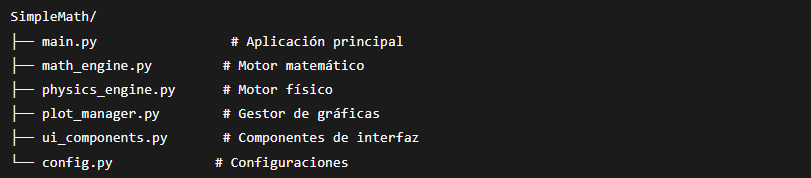 SimpleMath/
├── main.py                 # Aplicación principal
├── math_engine.py         # Motor matemático
├── physics_engine.py      # Motor físico
├── plot_manager.py        # Gestor de gráficas
├── ui_components.py       # Componentes de interfaz
└── config.py             # Configuraciones